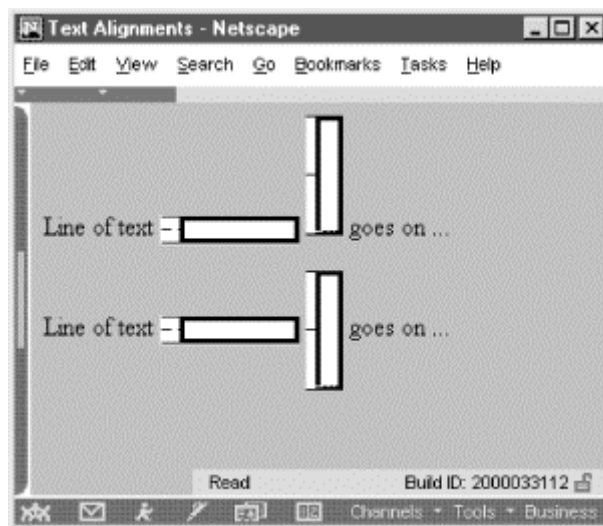 Text Alignments - Netscape
File Edit View Search Go Bookmarks Tasks Help
Line of text goes on ...
Line of text goes on ...
Read Build ID: 2000033112
Channels Tools Business